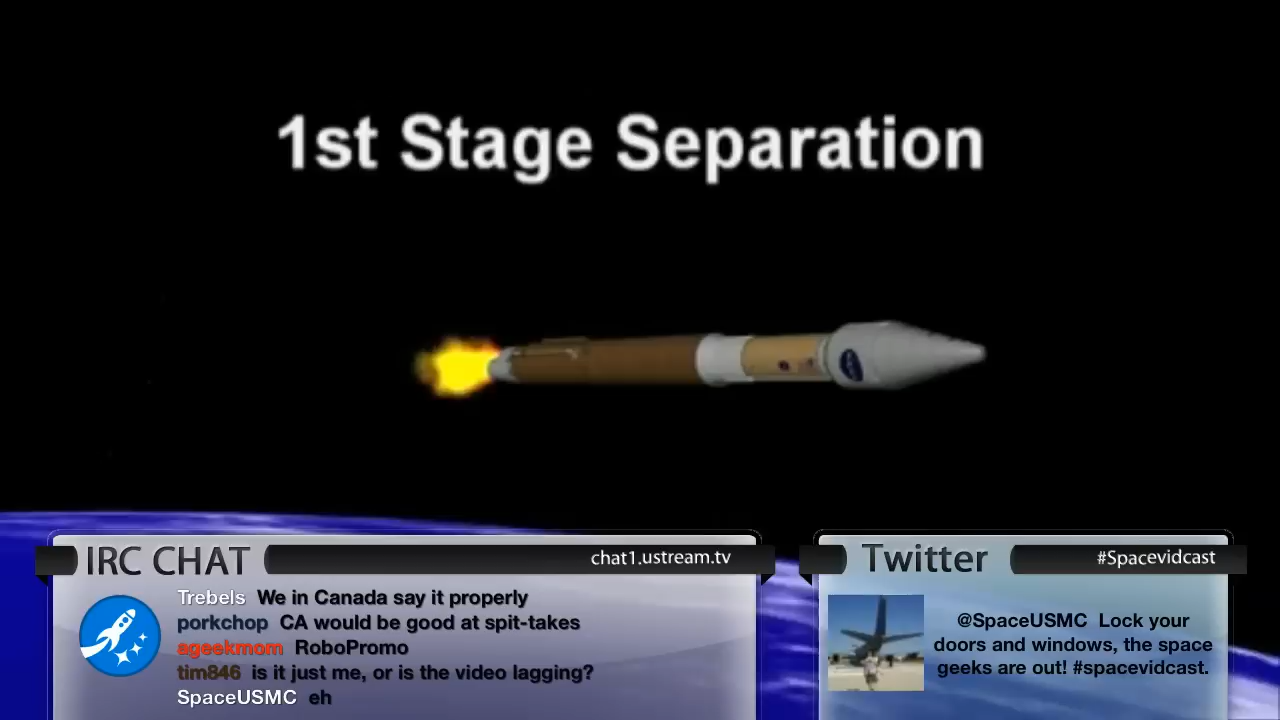 1st Stage Separation
IRC CHAT
chat1.ustream.tv
Trebels We in Canada say it properly
porkchop CA would be good at spit-takes
ageekmom RoboPromo
tim846 is it just me, or is the video lagging?
SpaceUSMC eh
Twitter
#Spacevidcast
@SpaceUSMC Lock your
doors and windows, the space
geeks are out! #spacevidcast.